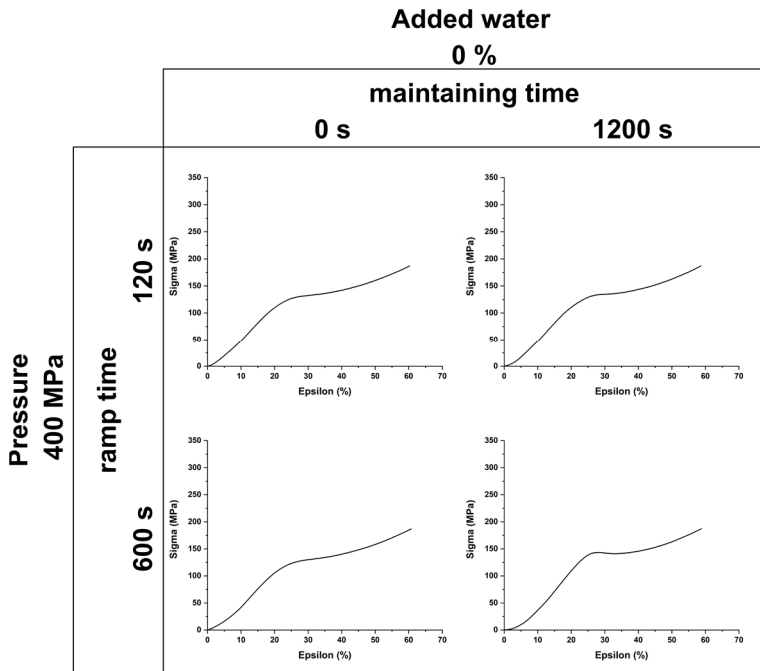 Added water
0 %
maintaining time
0 s
1200 s
Pressure
400 MPa
ramp time
120 s
350
300
250
200
150
100
50
0
Sigma (MPa)
0 10 20 30 40 50 60 70
Epsilon (%)
350
300
250
200
150
100
50
0
Sigma (MPa)
0 10 20 30 40 50 60 70
Epsilon (%)
600 s
350
300
250
200
150
100
50
0
Sigma (MPa)
0 10 20 30 40 50 60 70
Epsilon (%)
350
300
250
200
150
100
50
0
Sigma (MPa)
0 10 20 30 40 50 60 70
Epsilon (%)